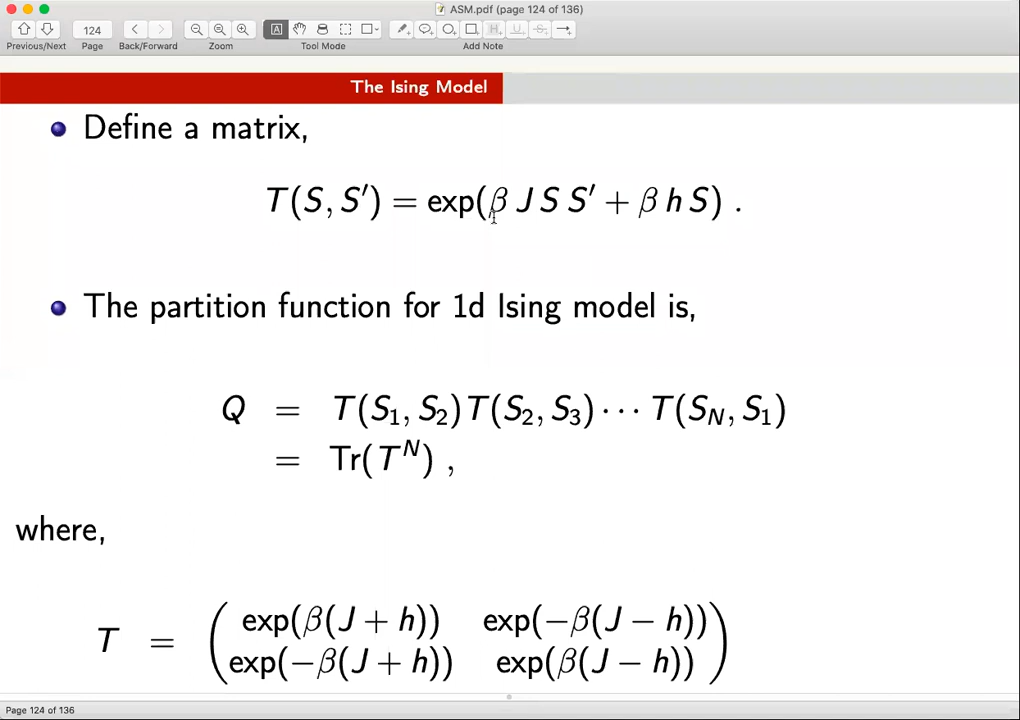 ASM.pdf (page 124 of 136)
124
Previous/Next Page Back/Forward Zoom Tool Mode Add Note
The Ising Model
Define a matrix,
T(S, S′) = exp(β J S S′ + β h S) .
The partition function for 1d Ising model is,
Q = T(S₁, S₂)T(S₂, S₃) · · · T(S_N, S₁)
= Tr(T^N) ,
where,
T = ( exp(β(J + h)) exp(−β(J − h))
exp(−β(J + h)) exp(β(J − h)) )
Page 124 of 136